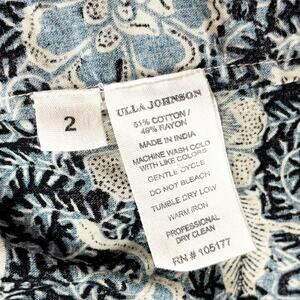 2
ULLA JOHNSON
51% COTTON /
49% RAYON
MADE IN INDIA
MACHINE WASH COLD
WITH LIKE COLORS
GENTLE CYCLE
DO NOT BLEACH
TUMBLE DRY LOW
WARM IRON
PROFESSIONAL
DRY CLEAN
RN # 105177